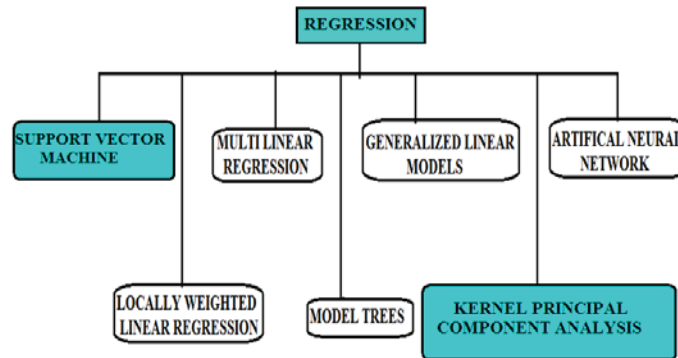 REGRESSION
SUPPORT VECTOR
MACHINE
MULTI LINEAR
REGRESSION
GENERALIZED LINEAR
MODELS
ARTIFICAL NEURAL
NETWORK
LOCALLY WEIGHTED
LINEAR REGRESSION
MODEL TREES
KERNEL PRINCIPAL
COMPONENT ANALYSIS